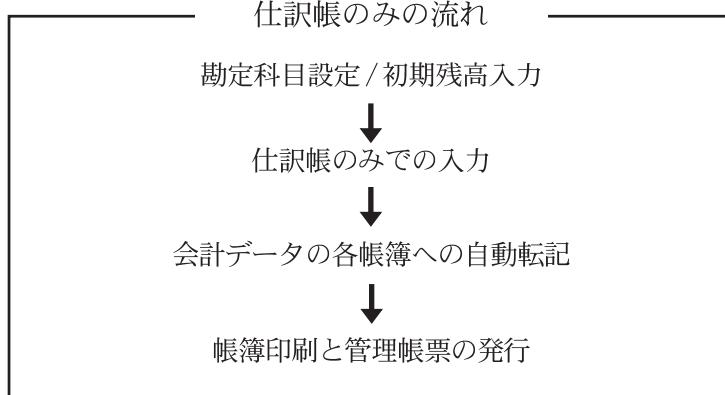 仕訳帳のみの流れ
勘定科目設定/初期残高入力
仕訳帳のみでの入力
会計データの各帳簿への自動転記
帳簿印刷と管理帳票の発行